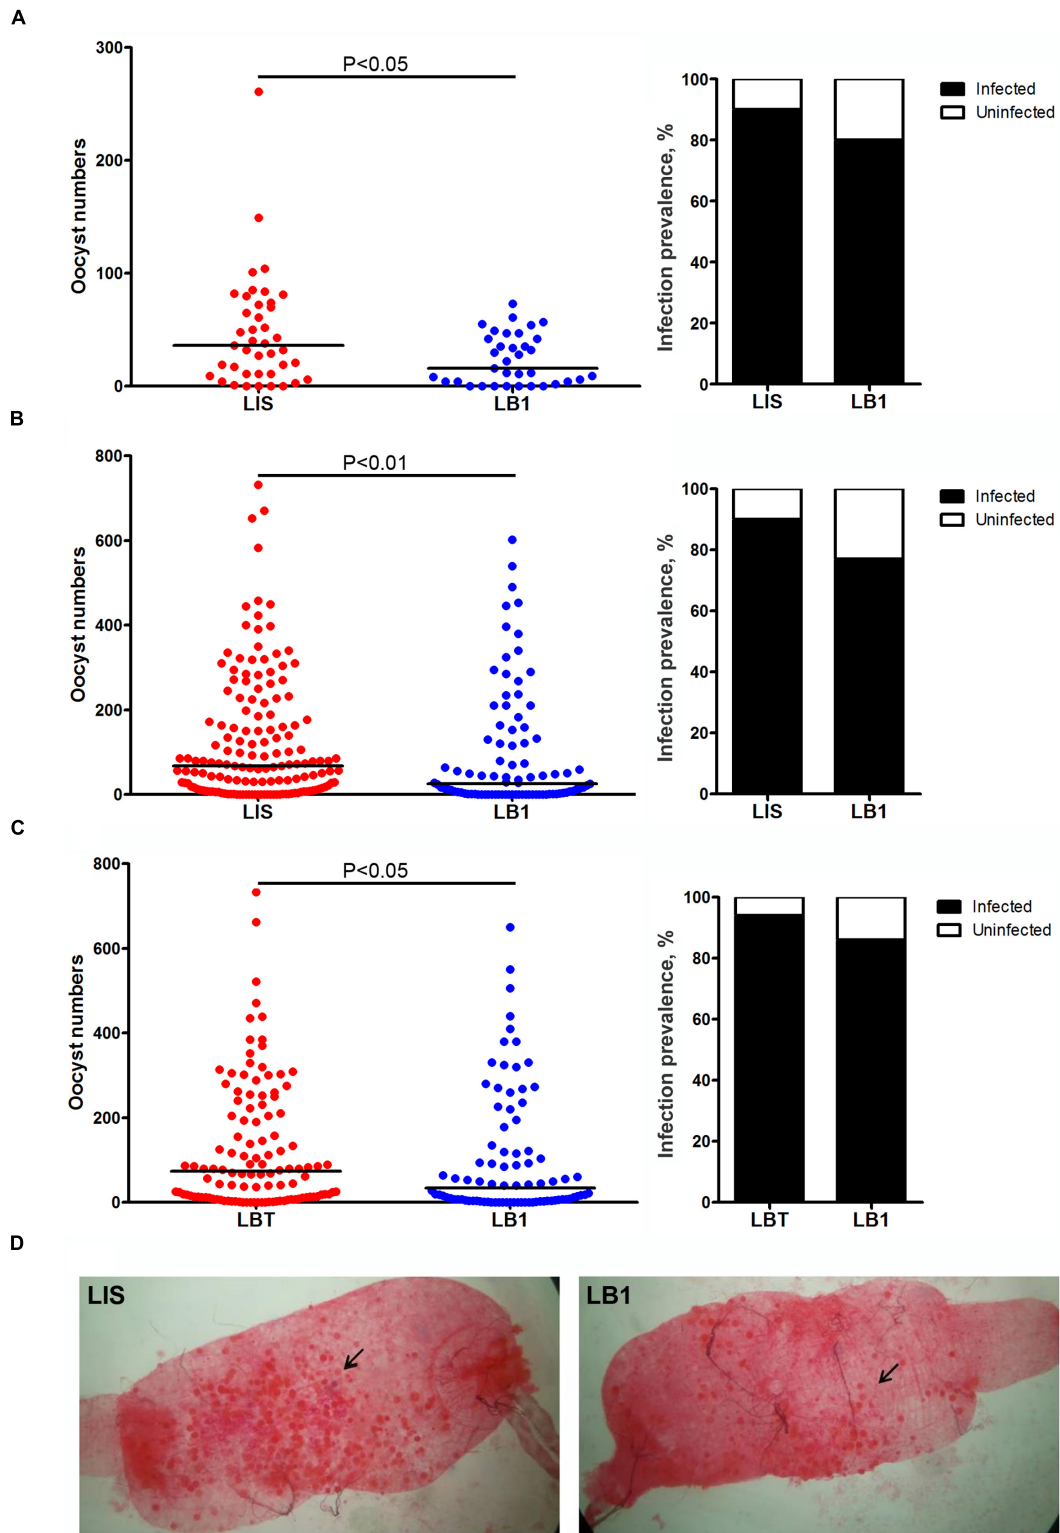 A
300
200
100
0
Oocyst numbers
P<0.05
LIS LB1
100
80
60
40
20
0
Infection prevalence, %
LIS LB1
Infected
Uninfected
B
800
600
400
200
0
Oocyst numbers
P<0.01
LIS LB1
100
80
60
40
20
0
Infection prevalence, %
LIS LB1
Infected
Uninfected
C
800
600
400
200
0
Oocyst numbers
P<0.05
LBT LB1
100
80
60
40
20
0
Infection prevalence, %
LBT LB1
Infected
Uninfected
D
LIS
LB1